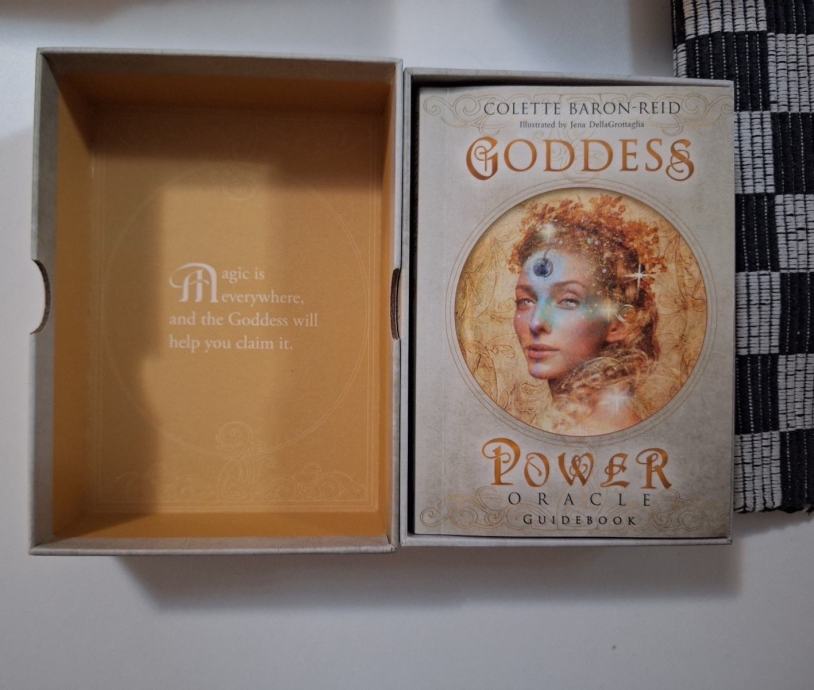 Magic is
everywhere,
and the Goddess will
help you claim it.
COLETTE BARON-REID
Illustrated by Jena DellaGrottaglia
GODDESS
POWER
ORACLE
GUIDEBOOK